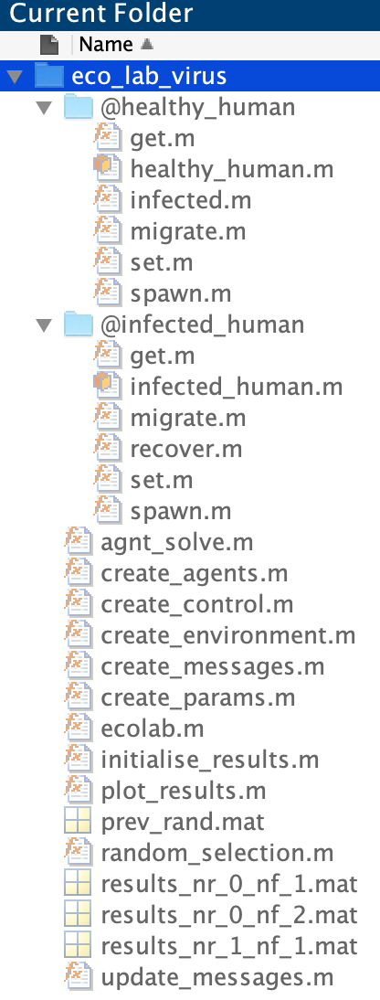 Current Folder
Name
eco_lab_virus
@healthy_human
get.m
healthy_human.m
infected.m
migrate.m
set.m
spawn.m
@infected_human
get.m
infected_human.m
migrate.m
recover.m
set.m
spawn.m
agnt_solve.m
create_agents.m
create_control.m
create_environment.m
create_messages.m
create_params.m
ecolab.m
initialise_results.m
plot_results.m
prev_rand.mat
random_selection.m
results_nr_0_nf_1.mat
results_nr_0_nf_2.mat
results_nr_1_nf_1.mat
update_messages.m